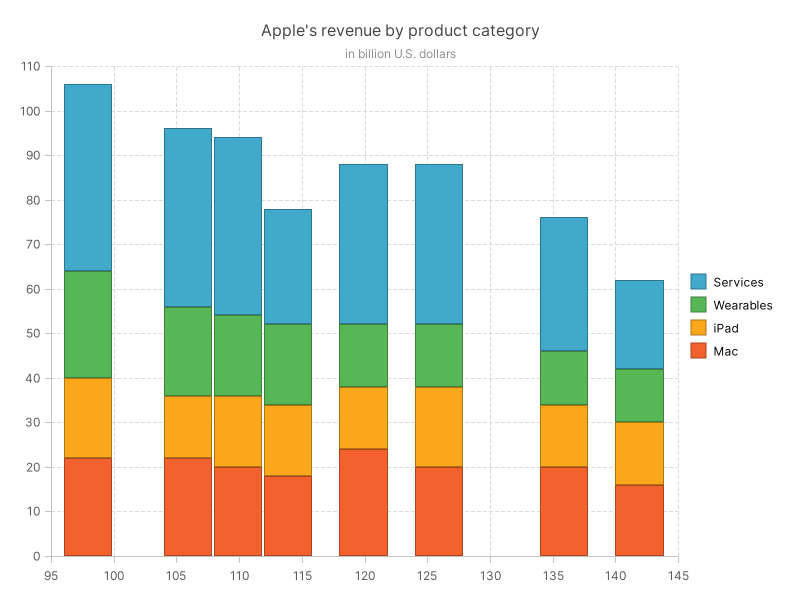 Apple's revenue by product category
in billion U.S. dollars
110
100
90
80
70
60
50
40
30
20
10
0
95 100 105 110 115 120 125 130 135 140 145
Services
Wearables
iPad
Mac